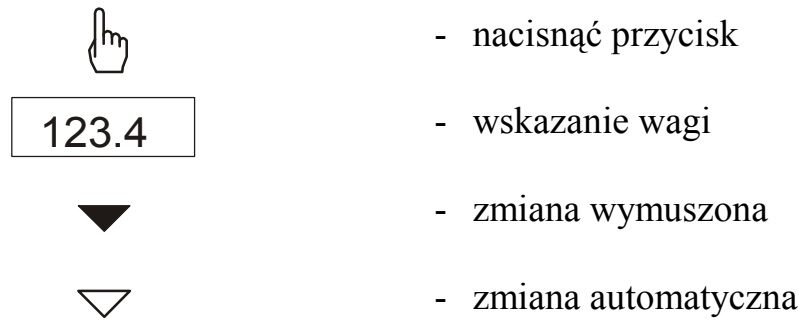 - nacisnąć przycisk
123.4 - wskazanie wagi
- zmiana wymuszona
- zmiana automatyczna